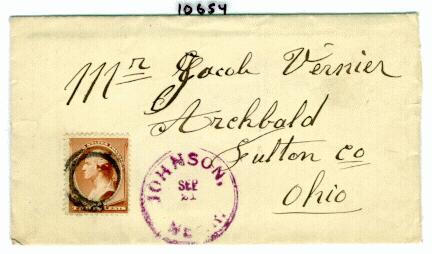 10654
Mr Jacob Vernier
Archbald
Fulton Co
Ohio
JOHNSON,
SEP
21